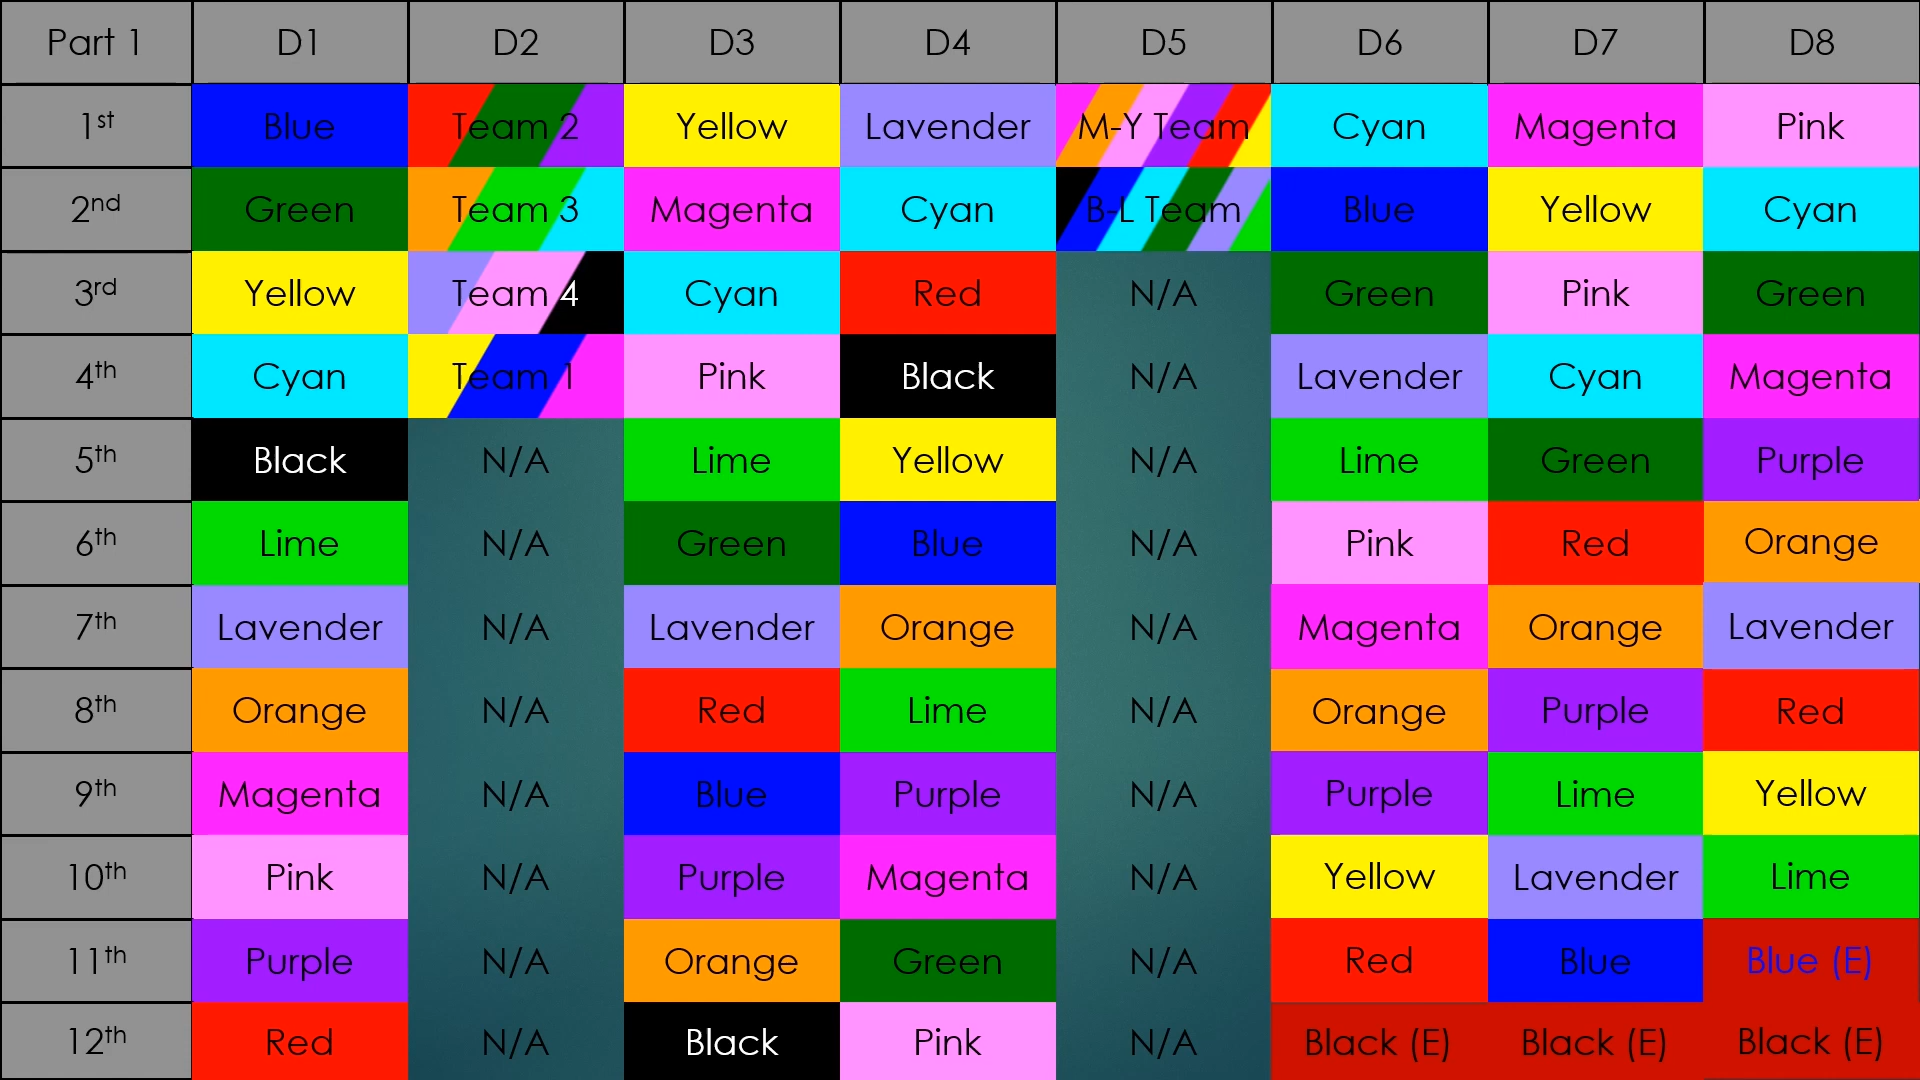 Part 1 D1 D2 D3 D4 D5 D6 D7 D8
1st Blue Team 2 Yellow Lavender M-Y Team Cyan Magenta Pink
2nd Green Team 3 Magenta Cyan B-L Team Blue Yellow Cyan
3rd Yellow Team 4 Cyan Red N/A Green Pink Green
4th Cyan Team 1 Pink Black N/A Lavender Cyan Magenta
5th Black N/A Lime Yellow N/A Lime Green Purple
6th Lime N/A Green Blue N/A Pink Red Orange
7th Lavender N/A Lavender Orange N/A Magenta Orange Lavender
8th Orange N/A Red Lime N/A Orange Purple Red
9th Magenta N/A Blue Purple N/A Purple Lime Yellow
10th Pink N/A Purple Magenta N/A Yellow Lavender Lime
11th Purple N/A Orange Green N/A Red Blue Blue (E)
12th Red N/A Black Pink N/A Black (E) Black (E) Black (E)